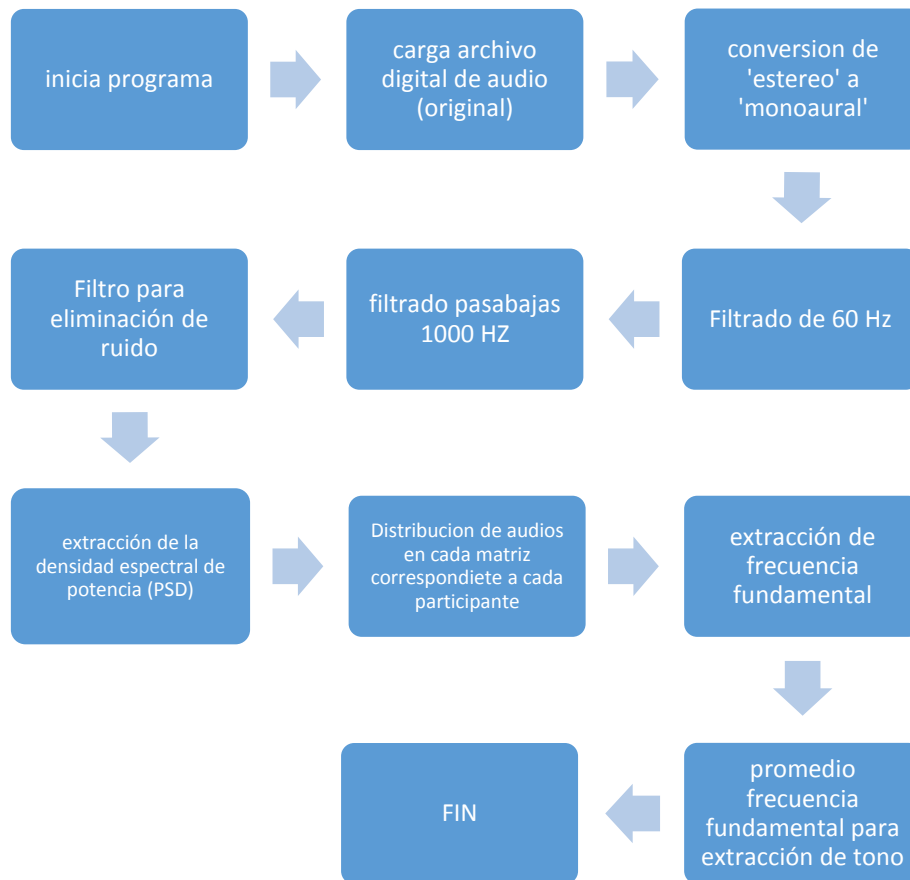 inicia programa
carga archivo
digital de audio
(original)
conversion de
'estereo' a
'monoaural'
Filtrado de 60 Hz
filtrado pasabajas
1000 HZ
Filtro para
eliminación de
ruido
extracción de la
densidad espectral de
potencia (PSD)
Distribucion de audios
en cada matriz
correspondiete a cada
participante
extracción de
frecuencia
fundamental
promedio
frecuencia
fundamental para
extracción de tono
FIN